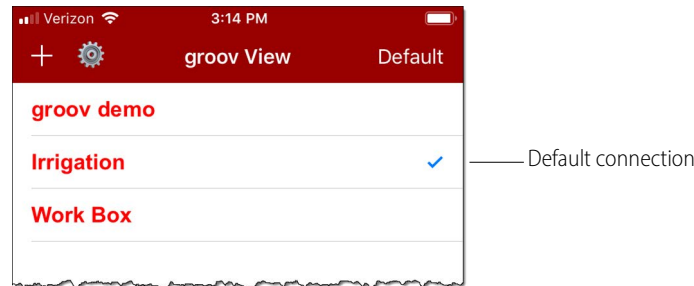 Verizon 3:14 PM
groov View Default
groov demo
Irrigation Default connection
Work Box